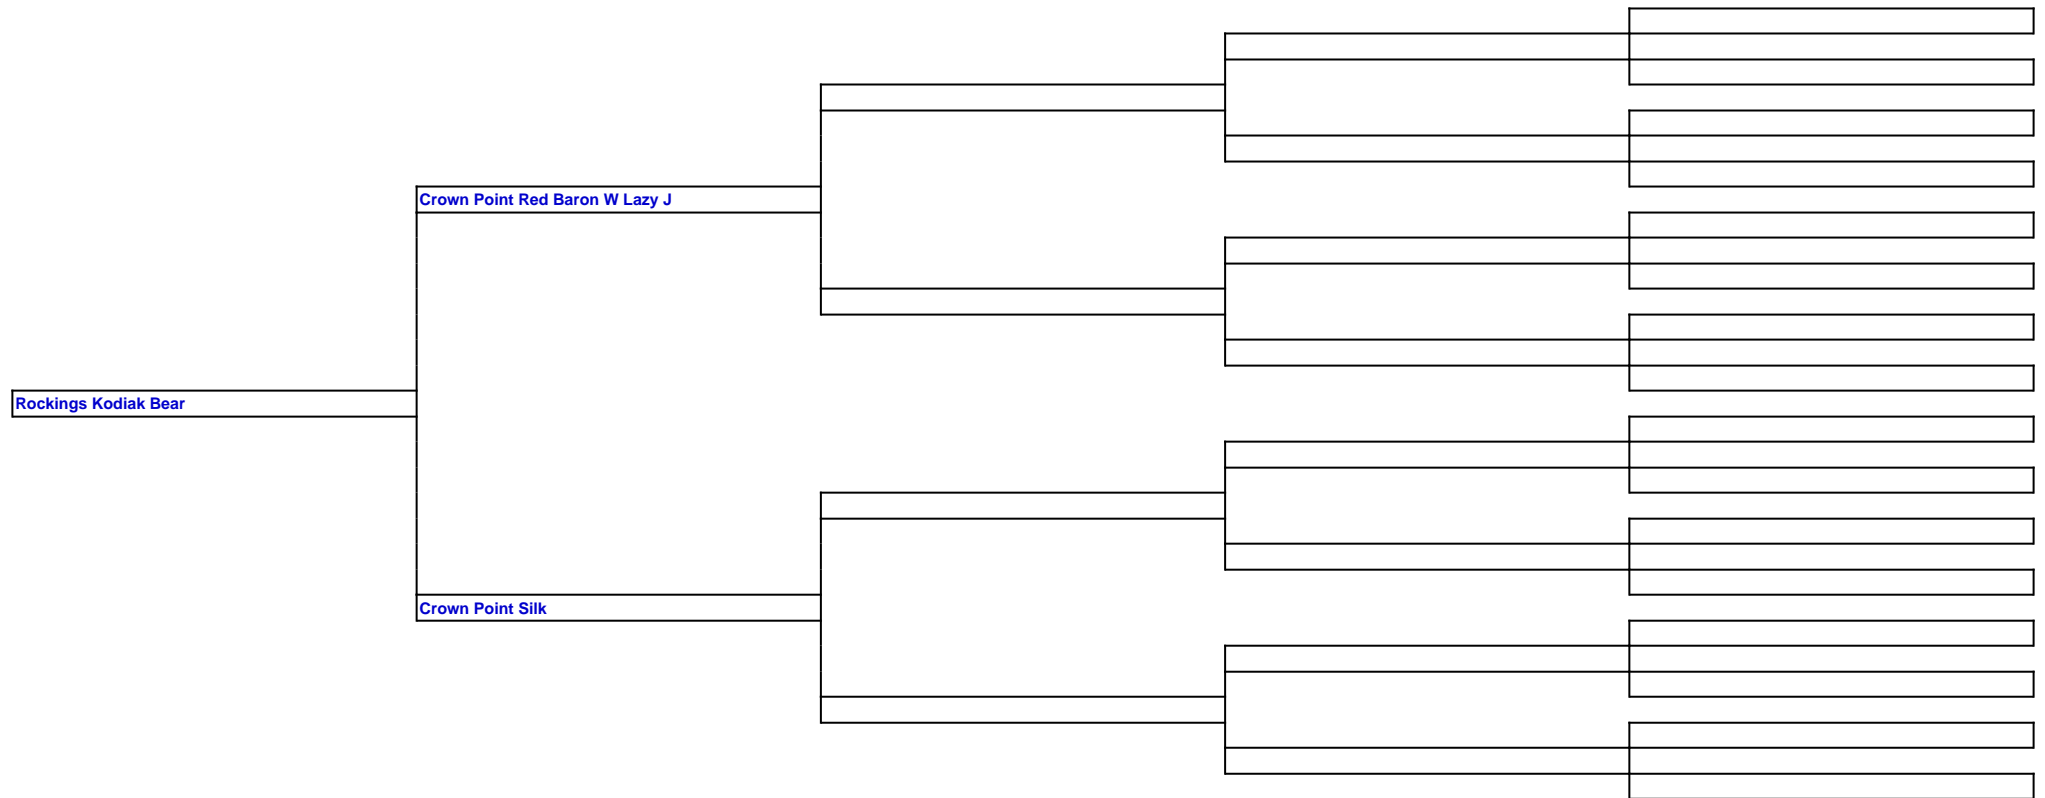 Crown Point Red Baron W Lazy J
Rockings Kodiak Bear
Crown Point Silk